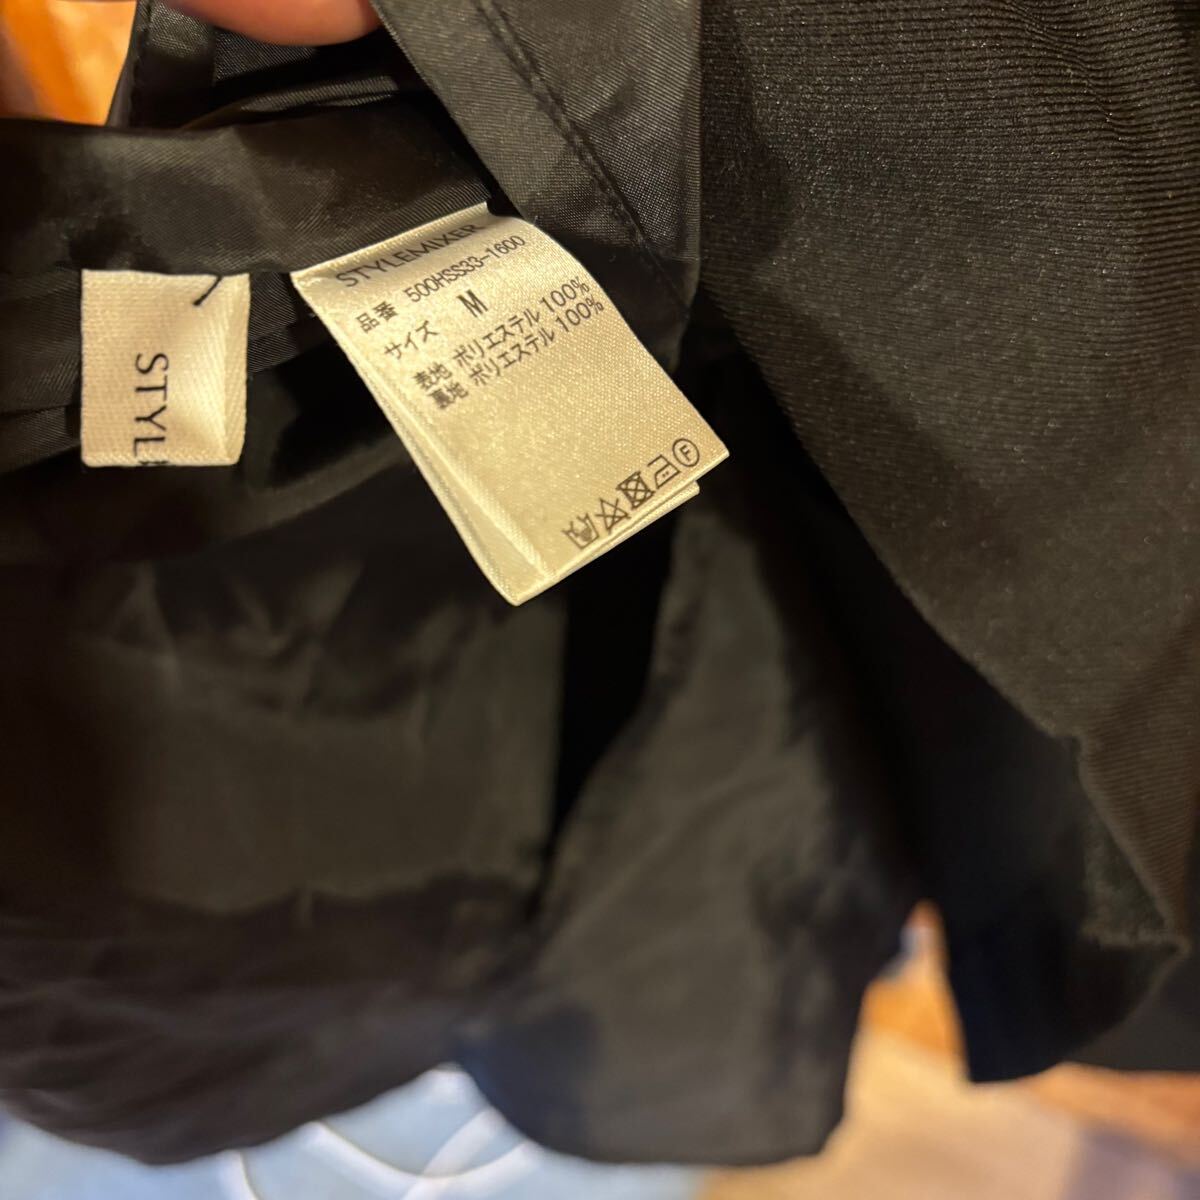 STYLEMIXER
品番 500HSS33-1600
サイズ M
表地 ポリエステル 100%
裏地 ポリエステル 100%
F
STYL